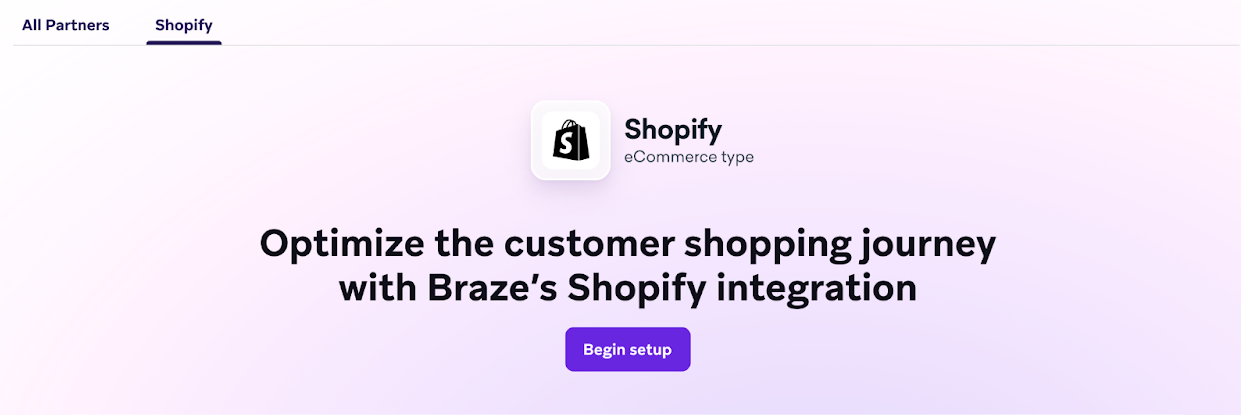 All Partners
Shopify
Shopify
eCommerce type
Optimize the customer shopping journey
with Braze’s Shopify integration
Begin setup